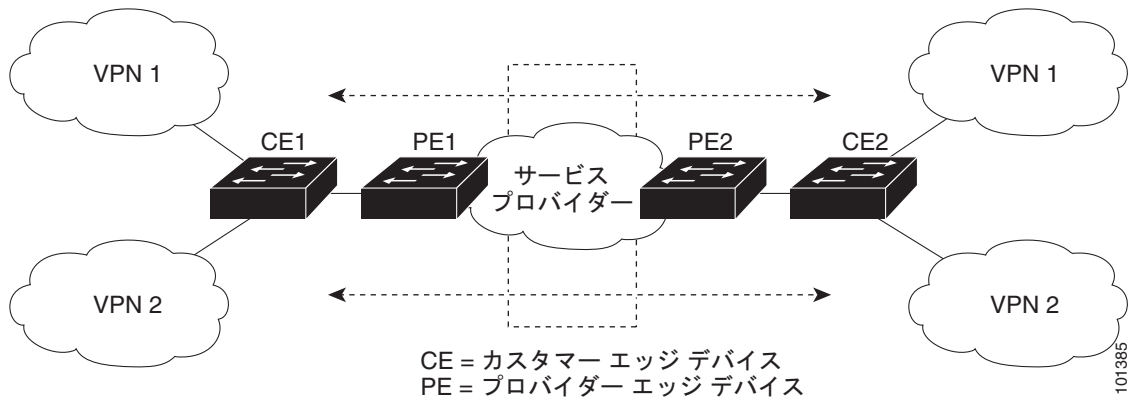 VPN 1
VPN 1
CE1
PE1
PE2
CE2
サービス
プロバイダー
VPN 2
VPN 2
CE = カスタマー エッジ デバイス
PE = プロバイダー エッジ デバイス
101385